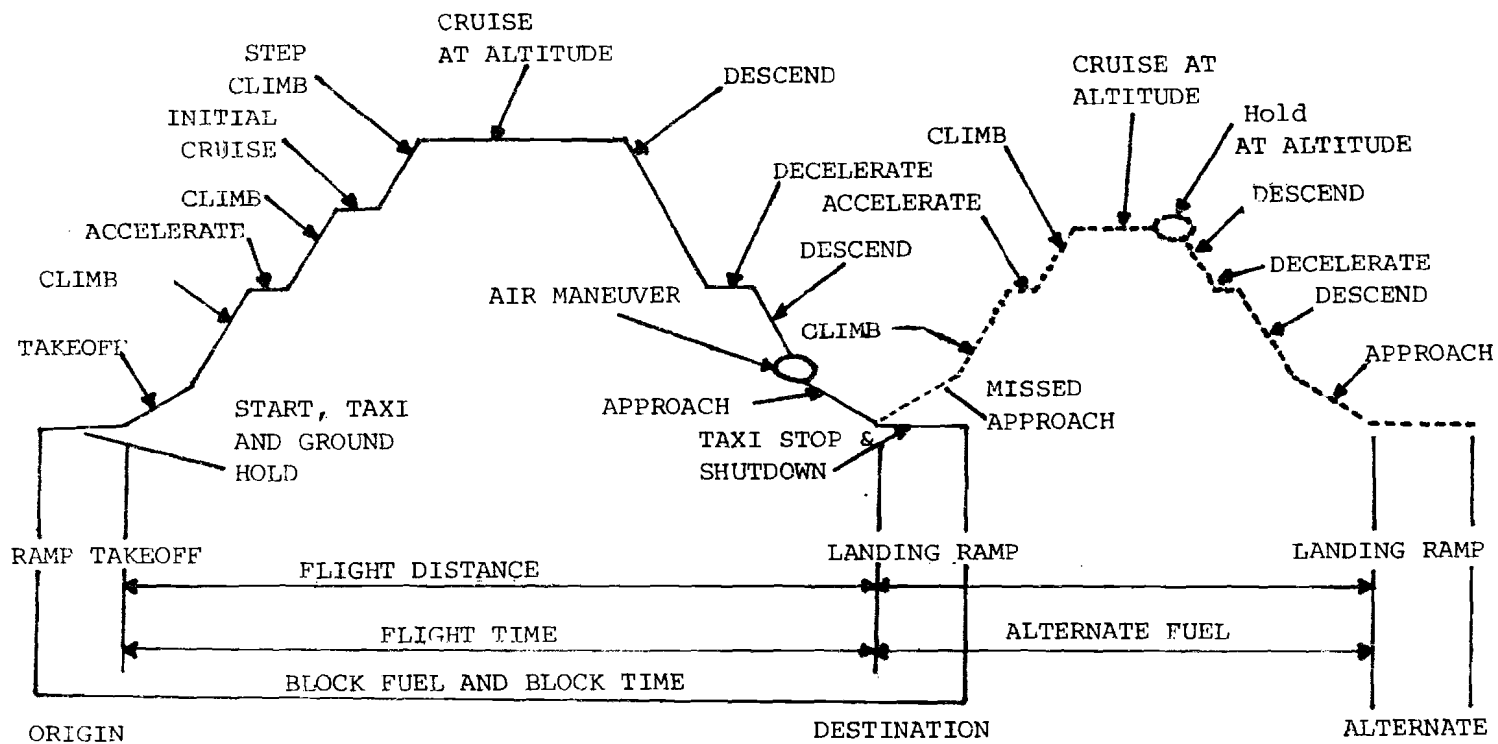 CRUISE
AT ALTITUDE
STEP
CLIMB
INITIAL
CRUISE
CLIMB
ACCELERATE
CLIMB
TAKEOFF
START, TAXI
AND GROUND
HOLD
DESCEND
DECELERATE
DESCEND
AIR MANEUVER
APPROACH
TAXI STOP &
SHUTDOWN
MISSED
APPROACH
CLIMB
ACCELERATE
CLIMB
CRUISE AT
ALTITUDE
Hold
AT ALTITUDE
DESCEND
DECELERATE
DESCEND
APPROACH
RAMP TAKEOFF
LANDING RAMP
LANDING RAMP
FLIGHT DISTANCE
FLIGHT TIME
ALTERNATE FUEL
BLOCK FUEL AND BLOCK TIME
ORIGIN
DESTINATION
ALTERNATE